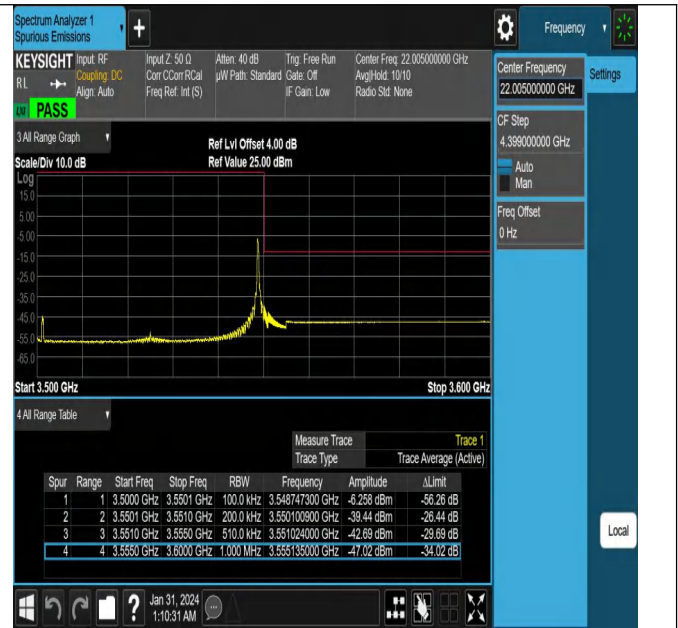 Spectrum Analyzer 1
Spurious Emissions
+
Frequency
KEYSIGHT Input: RF Input Z: 50 Ω Atten: 40 dB Trig: Free Run Center Freq: 22.005000000 GHz
RL Coupling: DC Corr CCorr RCal µW Path: Standard Gate: Off Avg|Hold: 10/10
Align: Auto Freq Ref: Int (S) IF Gain: Low Radio Std: None
PASS
Center Frequency
22.005000000 GHz
Settings
CF Step
4.399000000 GHz
Auto
Man
Freq Offset
0 Hz
3 All Range Graph
Ref Lvl Offset 4.00 dB
Scale/Div 10.0 dB Ref Value 25.00 dBm
Log
15.0
5.00
-5.00
-15.0
-25.0
-35.0
-45.0
-55.0
-65.0
Start 3.500 GHz Stop 3.600 GHz
4 All Range Table
Measure Trace Trace 1
Trace Type Trace Average (Active)
Spur Range Start Freq Stop Freq RBW Frequency Amplitude ΔLimit
1 1 3.5000 GHz 3.5501 GHz 100.0 kHz 3.548747300 GHz -6.258 dBm -56.26 dB
2 2 3.5501 GHz 3.5510 GHz 200.0 kHz 3.550100900 GHz -39.44 dBm -26.44 dB
3 3 3.5510 GHz 3.5550 GHz 510.0 kHz 3.551024000 GHz -42.69 dBm -29.69 dB
4 4 3.5550 GHz 3.6000 GHz 1.000 MHz 3.555135000 GHz -47.02 dBm -34.02 dB
Local
? Jan 31, 2024
1:10:31 AM